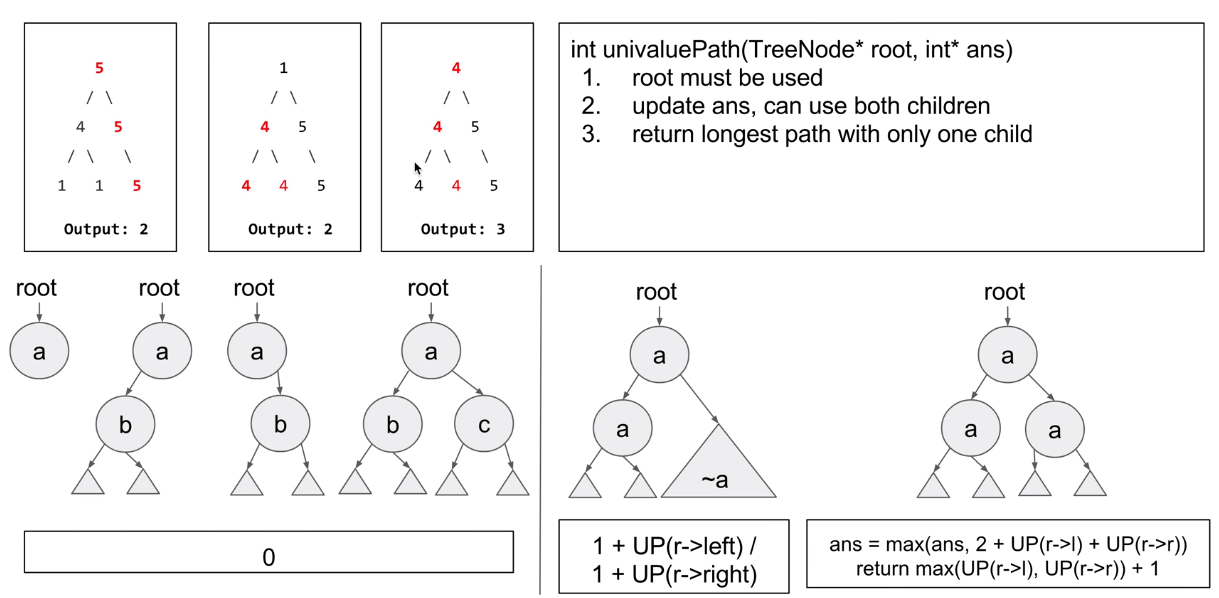 5
/ \
4 5
/ \ \
1 1 5
Output: 2
1
/ \
4 5
/ \ \
4 4 5
Output: 2
4
/ \
4 5
/ \ \
4 4 5
Output: 3
int univaluePath(TreeNode* root, int* ans)
1. root must be used
2. update ans, can use both children
3. return longest path with only one child
root root root root
a a a a
b b b c
0
root root
a a
a a a
~a
1 + UP(r->left) /
1 + UP(r->right)
ans = max(ans, 2 + UP(r->l) + UP(r->r))
return max(UP(r->l), UP(r->r)) + 1